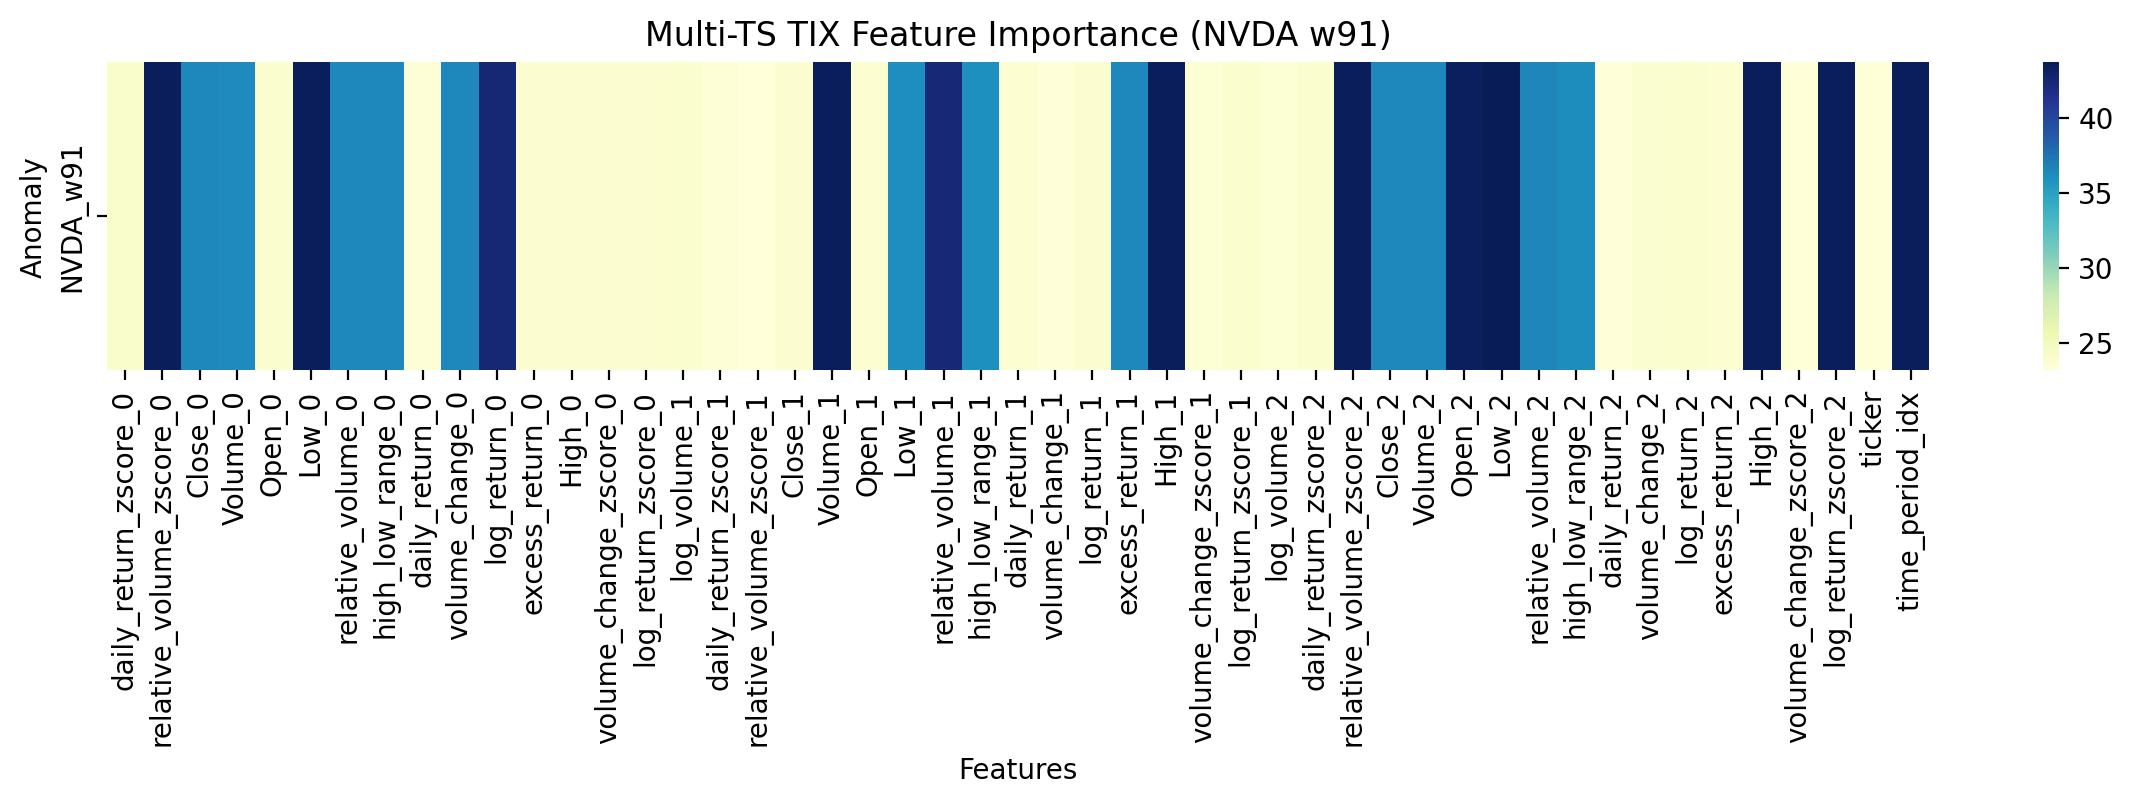 Multi-TS TIX Feature Importance (NVDA w91)
Anomaly
NVDA_w91
40
35
30
25
daily_return_zscore_0
relative_volume_zscore_0
Close_0
Volume_0
Open_0
Low_0
relative_volume_0
high_low_range_0
daily_return_0
volume_change_0
log_return_0
excess_return_0
High_0
volume_change_zscore_0
log_return_zscore_0
log_volume_1
daily_return_zscore_1
relative_volume_zscore_1
Close_1
Volume_1
Open_1
Low_1
relative_volume_1
high_low_range_1
daily_return_1
volume_change_1
log_return_1
excess_return_1
High_1
volume_change_zscore_1
log_return_zscore_1
log_volume_2
daily_return_zscore_2
relative_volume_zscore_2
Close_2
Volume_2
Open_2
Low_2
relative_volume_2
high_low_range_2
daily_return_2
volume_change_2
log_return_2
excess_return_2
High_2
volume_change_zscore_2
log_return_zscore_2
ticker
time_period_idx
Features